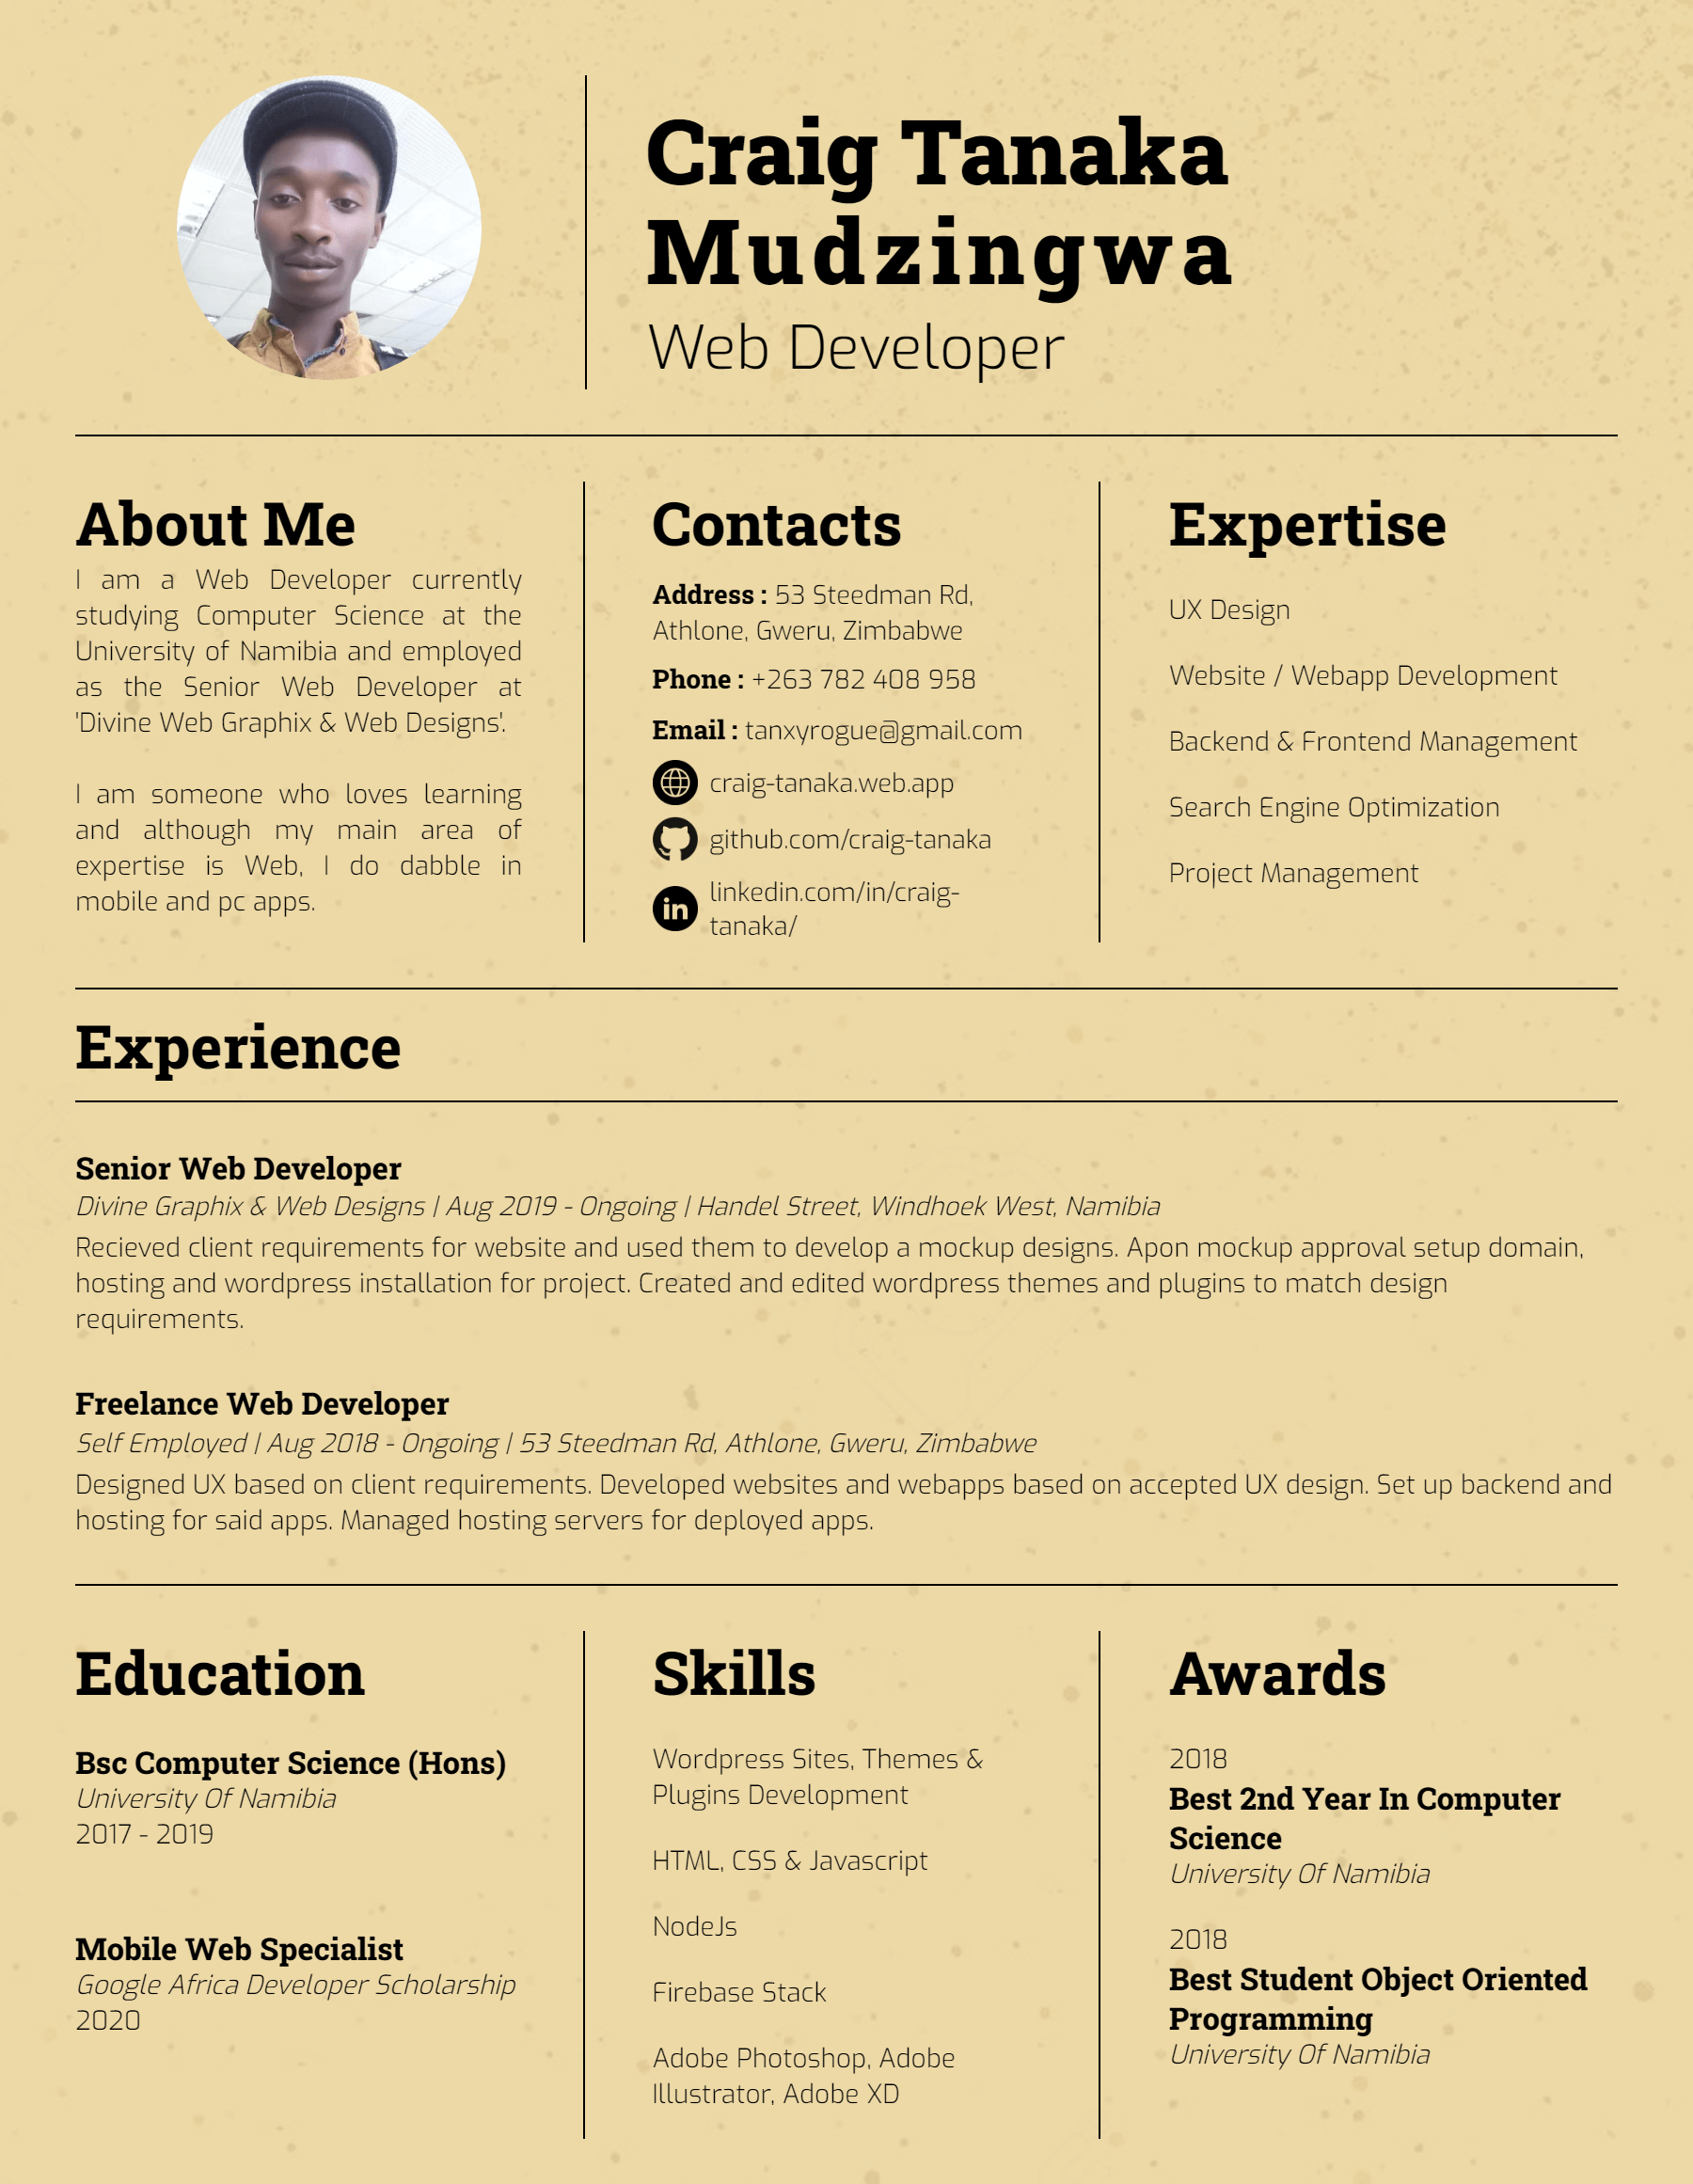 Craig Tanaka
Mudzingwa
Web Developer
About Me
I am a Web Developer currently
studying Computer Science at the
University of Namibia and employed
as the Senior Web Developer at
'Divine Web Graphix & Web Designs'.
I am someone who loves learning
and although my main area of
expertise is Web, I do dabble in
mobile and pc apps.
Contacts
Address : 53 Steedman Rd,
Athlone, Gweru, Zimbabwe
Phone : +263 782 408 958
Email : tanxyrogue@gmail.com
craig-tanaka.web.app
github.com/craig-tanaka
in linkedin.com/in/craig-
tanaka/
Expertise
UX Design
Website / Webapp Development
Backend & Frontend Management
Search Engine Optimization
Project Management
Experience
Senior Web Developer
Divine Graphix & Web Designs | Aug 2019 - Ongoing | Handel Street, Windhoek West, Namibia
Recieved client requirements for website and used them to develop a mockup designs. Apon mockup approval setup domain,
hosting and wordpress installation for project. Created and edited wordpress themes and plugins to match design
requirements.
Freelance Web Developer
Self Employed | Aug 2018 - Ongoing | 53 Steedman Rd, Athlone, Gweru, Zimbabwe
Designed UX based on client requirements. Developed websites and webapps based on accepted UX design. Set up backend and
hosting for said apps. Managed hosting servers for deployed apps.
Education
Bsc Computer Science (Hons)
University Of Namibia
2017 - 2019
Mobile Web Specialist
Google Africa Developer Scholarship
2020
Skills
Wordpress Sites, Themes &
Plugins Development
HTML, CSS & Javascript
NodeJs
Firebase Stack
Adobe Photoshop, Adobe
Illustrator, Adobe XD
Awards
2018
Best 2nd Year In Computer
Science
University Of Namibia
2018
Best Student Object Oriented
Programming
University Of Namibia